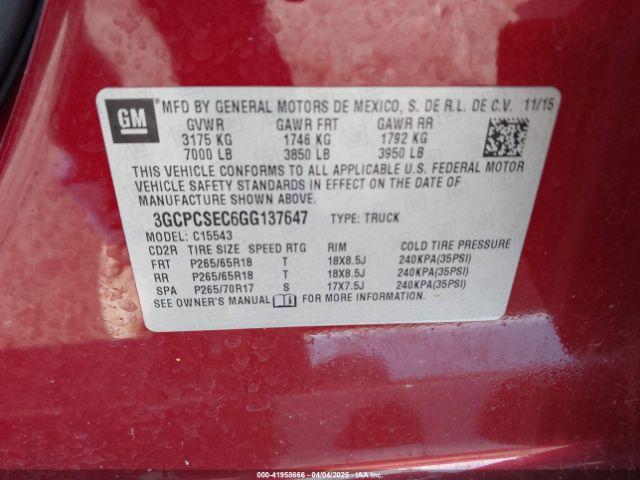 GM MFD BY GENERAL MOTORS DE MEXICO, S. DE R.L. DE C.V. 11/15
GVWR GAWR FRT GAWR RR
3175 KG 1746 KG 1792 KG
7000 LB 3850 LB 3950 LB
THIS VEHICLE CONFORMS TO ALL APPLICABLE U.S. FEDERAL MOTOR
VEHICLE SAFETY STANDARDS IN EFFECT ON THE DATE OF
MANUFACTURE SHOWN ABOVE.
3GCPCSEC6GG137647 TYPE: TRUCK
MODEL: C15543
CD2R TIRE SIZE SPEED RTG RIM COLD TIRE PRESSURE
FRT P265/65R18 T 18X8.5J 240KPA(35PSI)
RR P265/65R18 T 18X8.5J 240KPA(35PSI)
SPA P265/70R17 S 17X7.5J 240KPA(35PSI)
SEE OWNER'S MANUAL FOR MORE INFORMATION.
000-41958666 - 04/04/2025 - IAA, Inc.